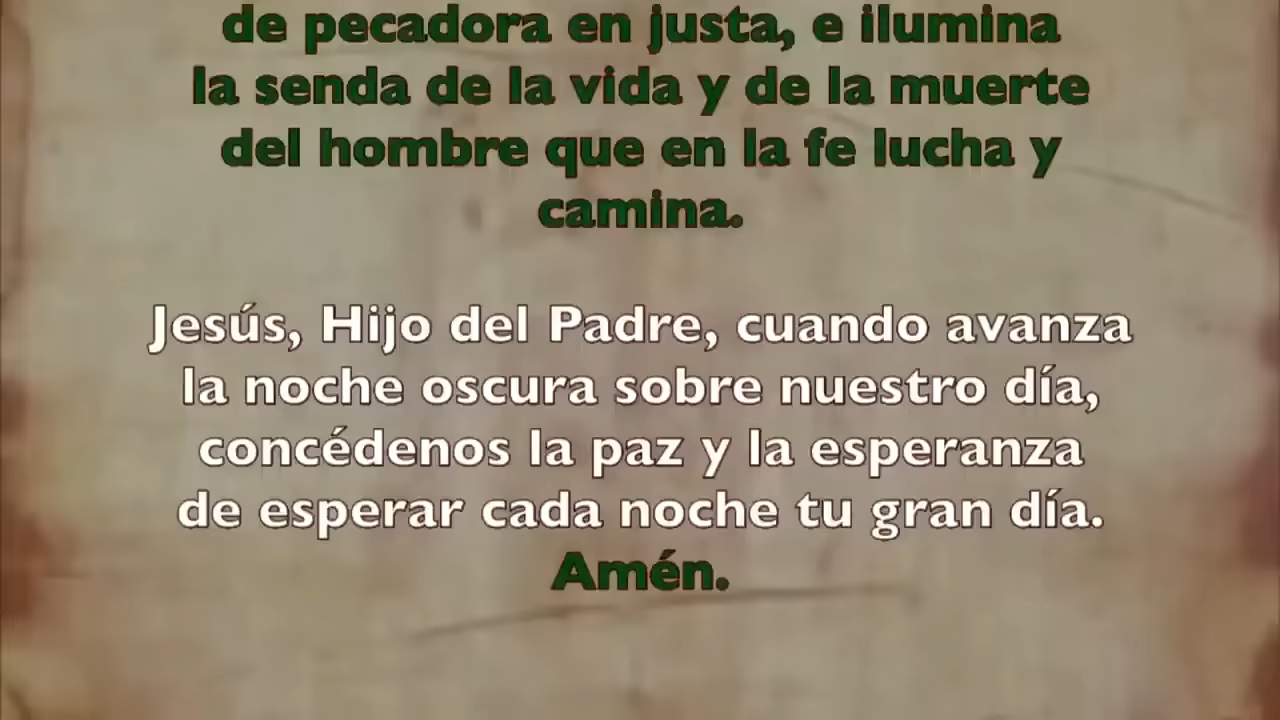 de pecadora en justa, e ilumina
la senda de la vida y de la muerte
del hombre que en la fe lucha y
camina.
Jesús, Hijo del Padre, cuando avanza
la noche oscura sobre nuestro día,
concédenos la paz y la esperanza
de esperar cada noche tu gran día.
Amén.